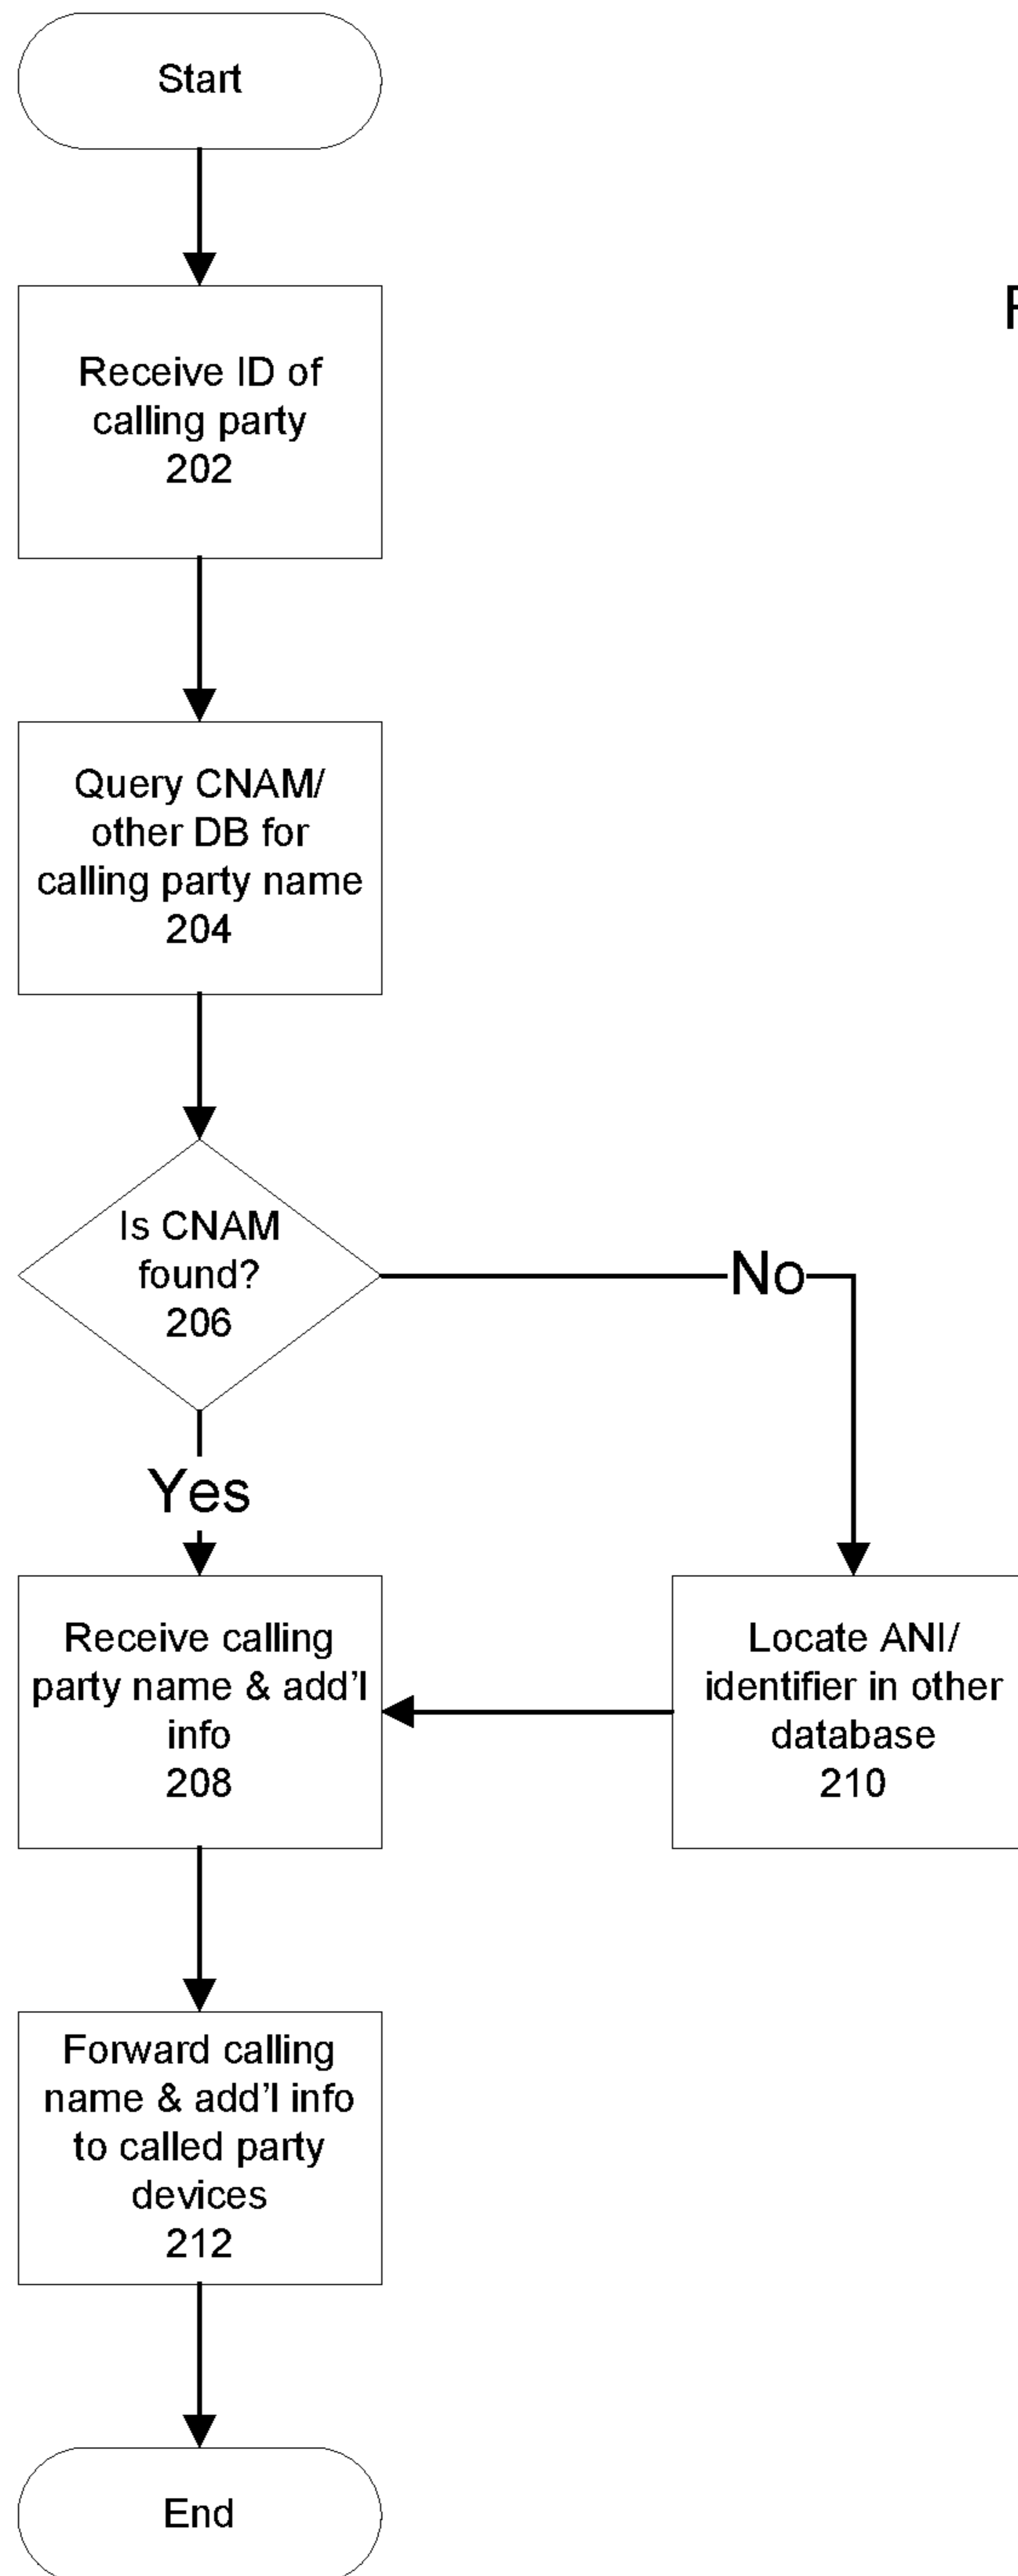 Start
Receive ID of
calling party
202
Query CNAM/
other DB for
calling party name
204
Is CNAM
found?
206
No
Yes
Receive calling
party name & add'l
info
208
Locate ANI/
identifier in other
database
210
Forward calling
name & add'l info
to called party
devices
212
End